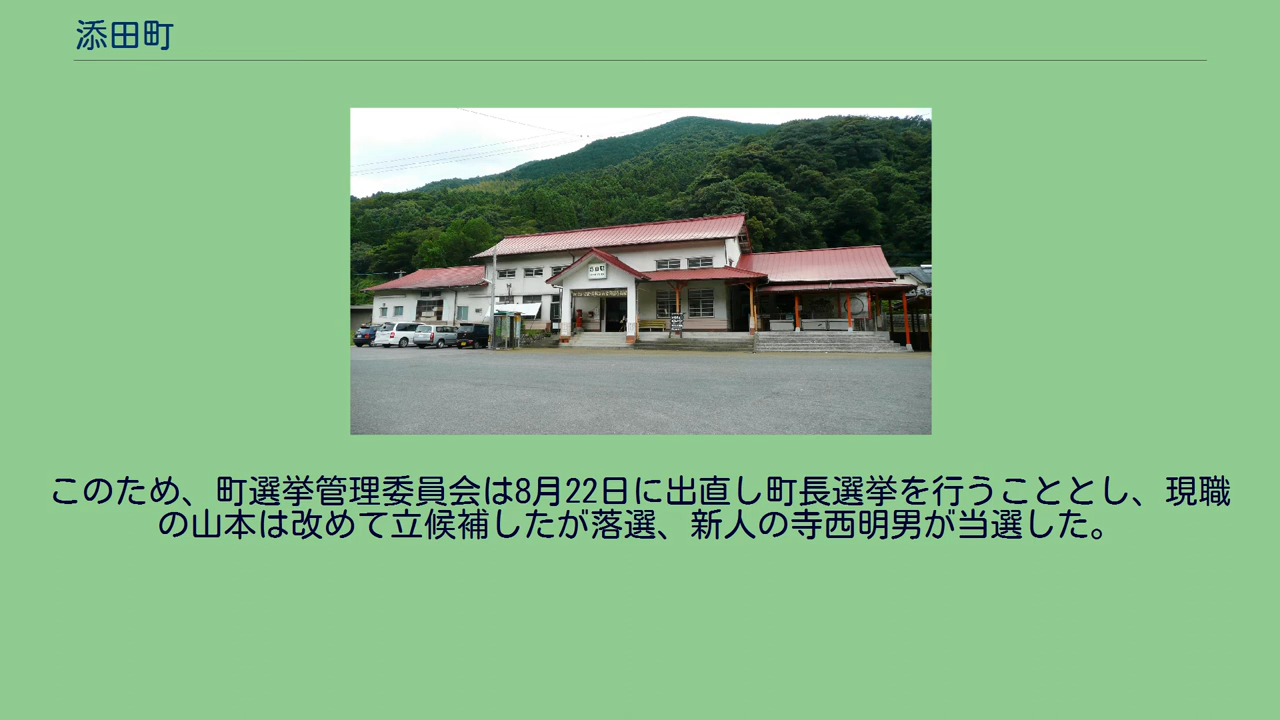 添田町
このため、町選挙管理委員会は8月22日に出直し町長選挙を行うこととし、現職
の山本は改めて立候補したが落選、新人の寺西明男が当選した。